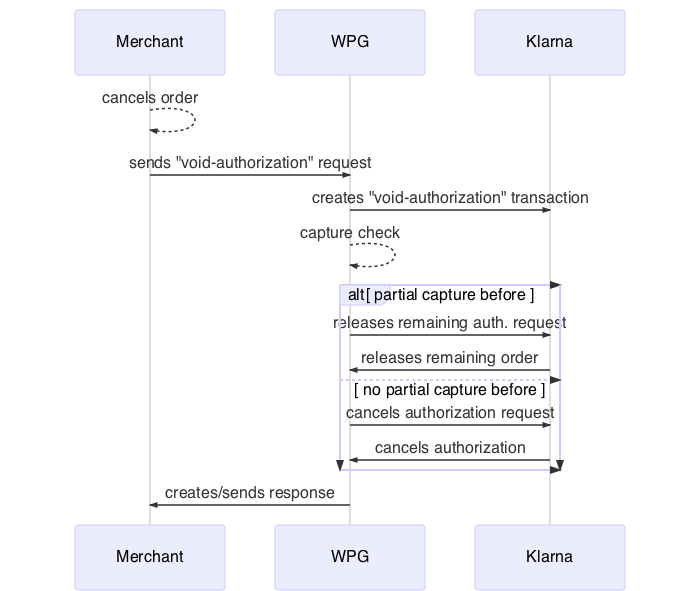 Merchant
WPG
Klarna
cancels order
sends "void-authorization" request
creates "void-authorization" transaction
capture check
alt[ partial capture before ]
releases remaining auth. request
releases remaining order
[ no partial capture before ]
cancels authorization request
cancels authorization
creates/sends response
Merchant
WPG
Klarna